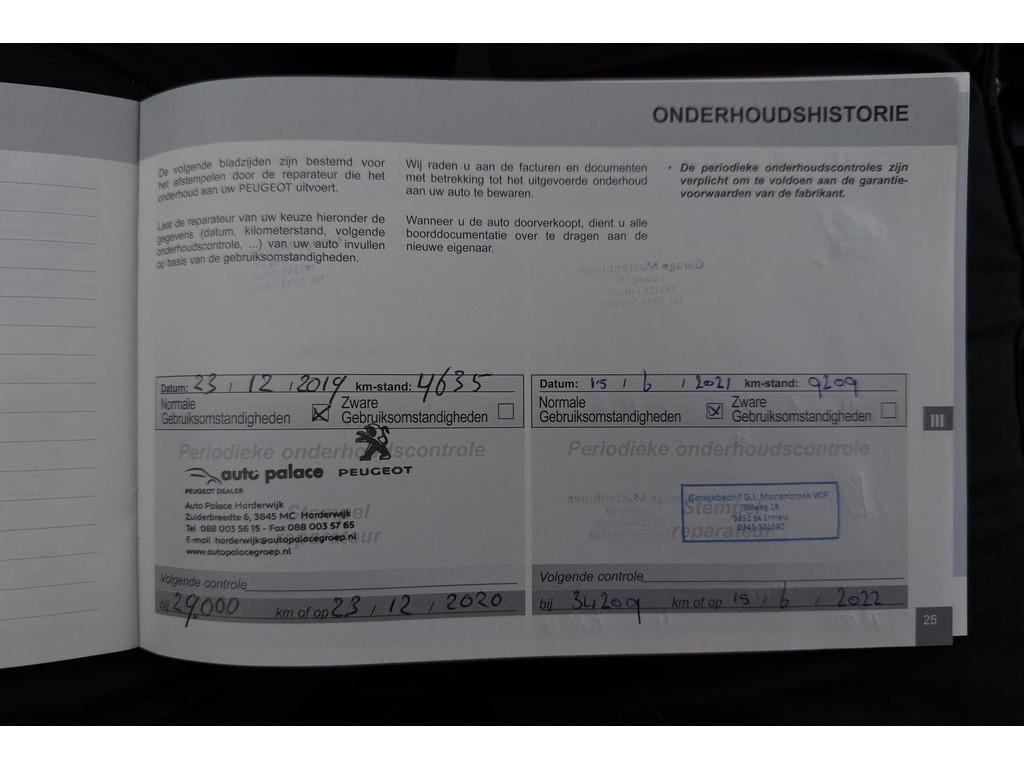 ONDERHOUDSHISTORIE
De volgende bladzijden zijn bestemd voor
het afstempelen door de reparateur die het
onderhoud aan uw PEUGEOT uitvoert.
Laat de reparateur van uw keuze hieronder de
gegevens (datum, kilometerstand, volgende
onderhoudscontrole, ...) van uw auto invullen
op basis van de gebruiksomstandigheden.
Wij raden u aan de facturen en documenten
met betrekking tot het uitgevoerde onderhoud
aan uw auto te bewaren.
Wanneer u de auto doorverkoopt, dient u alle
boorddocumentatie over te dragen aan de
nieuwe eigenaar.
• De periodieke onderhoudscontroles zijn
verplicht om te voldoen aan de garantie-
voorwaarden van de fabrikant.
Datum: 23 / 12 / 2019 km-stand: 4635
Normale
Gebruiksomstandigheden
Zware
Gebruiksomstandigheden
Periodieke onderhoudscontrole
auto palace PEUGEOT
PEUGEOT DEALER
Auto Palace Harderwijk
Zuiderbreedte 6, 3845 MC Harderwijk
Tel 088 003 56 15 - Fax 088 003 57 65
E-mail harderwijk@autopalacegroep.nl
www.autopalacegroep.nl
Stempel
reparateur
Volgende controle
bij 29.000 km of op 23 / 12 / 2020
Datum: 15 / 6 / 2021 km-stand: 9209
Normale
Gebruiksomstandigheden
Zware
Gebruiksomstandigheden
Periodieke onderhoudscontrole
Garagebedrijf G.J. Mastenbroek VOF
Tolweg 18
3851 SK Ermelo
Stempel
reparateur
Volgende controle
bij 34209 km of op 15 / 6 / 2022
III
25